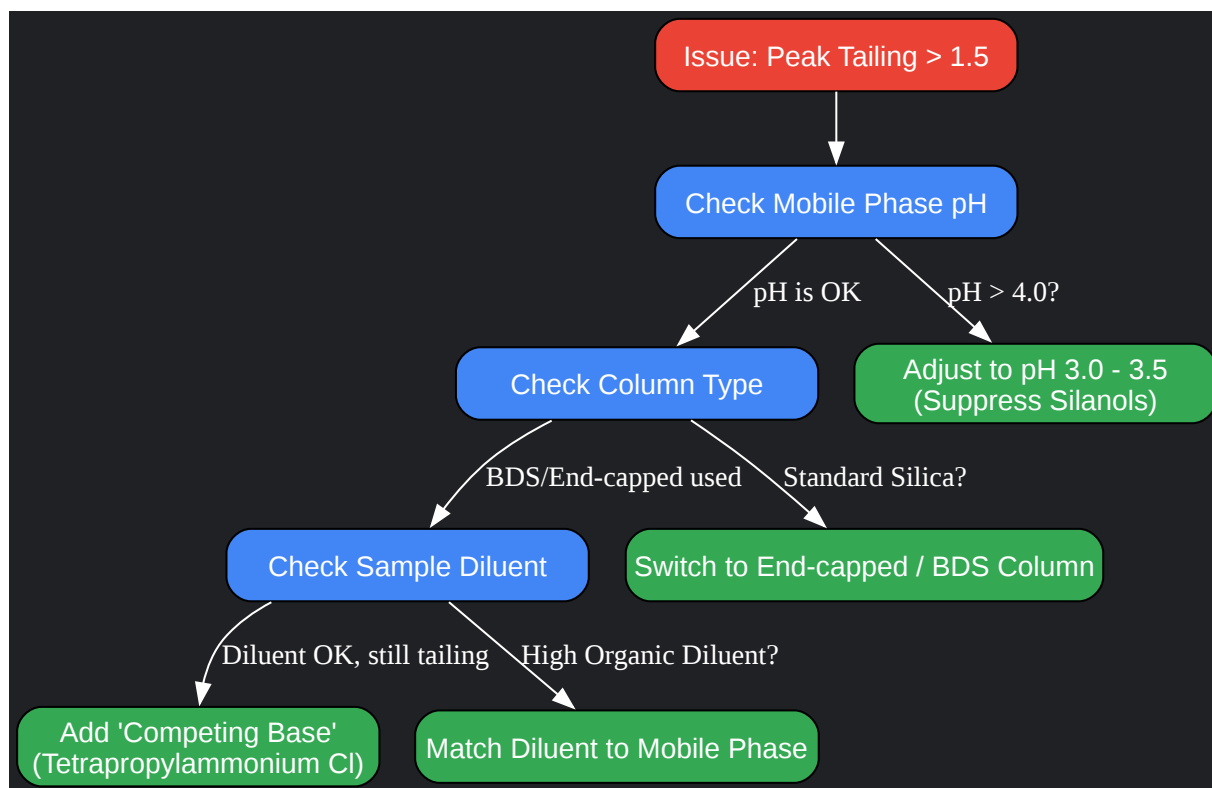 Issue: Peak Tailing > 1.5
Check Mobile Phase pH
pH is OK
pH > 4.0?
Check Column Type
Adjust to pH 3.0 - 3.5
(Suppress Silanols)
BDS/End-capped used
Standard Silica?
Check Sample Diluent
Switch to End-capped / BDS Column
Diluent OK, still tailing
High Organic Diluent?
Add 'Competing Base'
(Tetrapropylammonium Cl)
Match Diluent to Mobile Phase